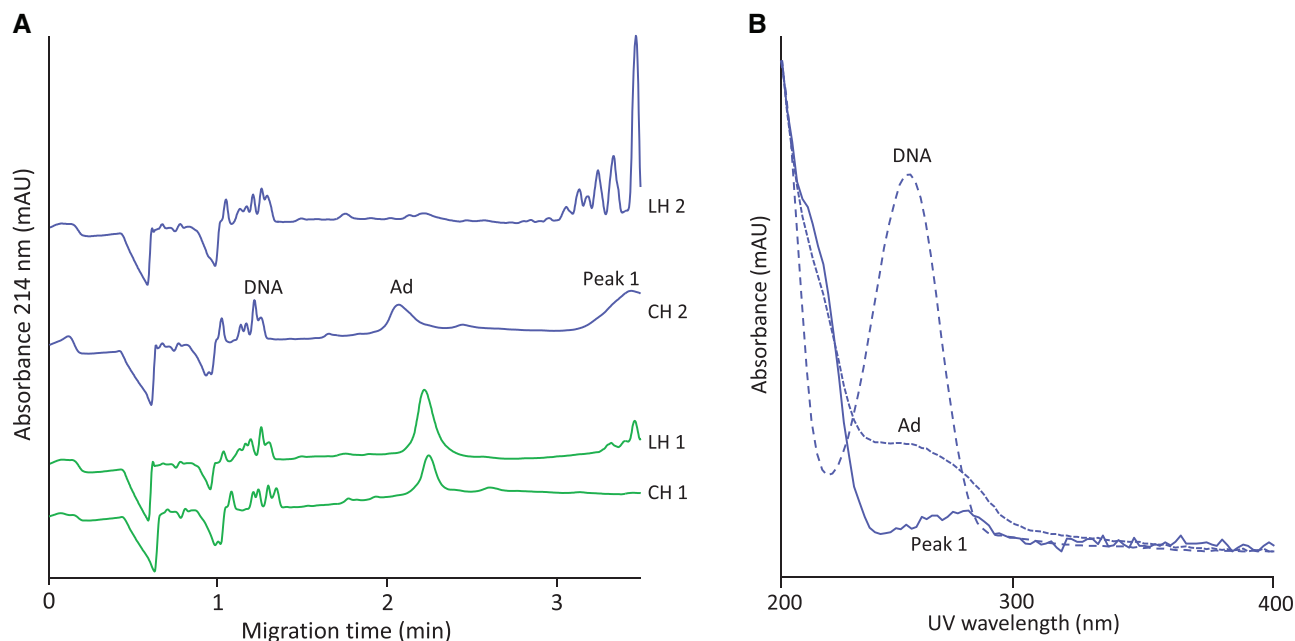 A
Absorbance 214 nm (mAU)
LH 2
DNA
Ad
Peak 1
CH 2
LH 1
CH 1
0
1
2
3
Migration time (min)
B
Absorbance (mAU)
DNA
Ad
Peak 1
200
300
400
UV wavelength (nm)